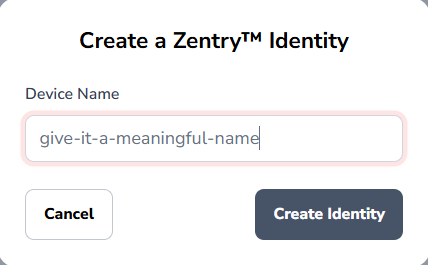 Create a Zentry™ Identity
Device Name
give-it-a-meaningful-name
Cancel
Create Identity